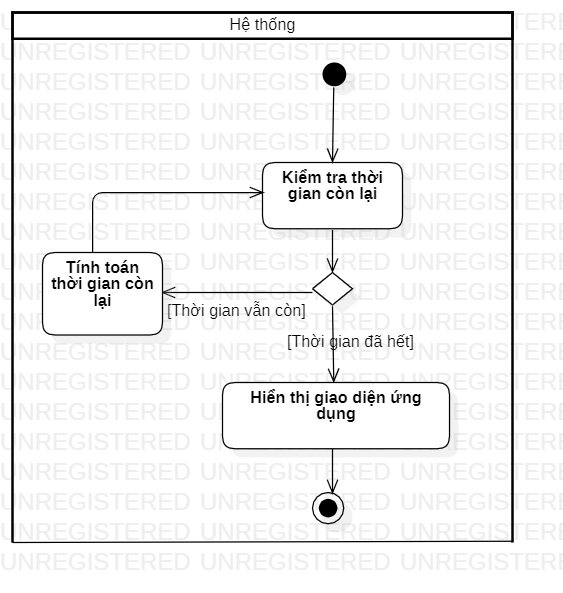 Hệ thống
Kiểm tra thời
gian còn lại
Tính toán
thời gian còn
lại
[Thời gian vẫn còn]
[Thời gian đã hết]
Hiển thị giao diện ứng
dụng
UNREGISTERED